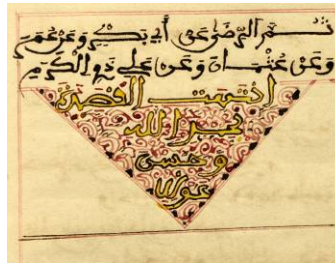 ثم الرضى عن أبي بكر وعن عمر
وعن عثمان وعن علي ذي الكرم
انتهت القصيدة
بحمد الله
وحسن
عونه